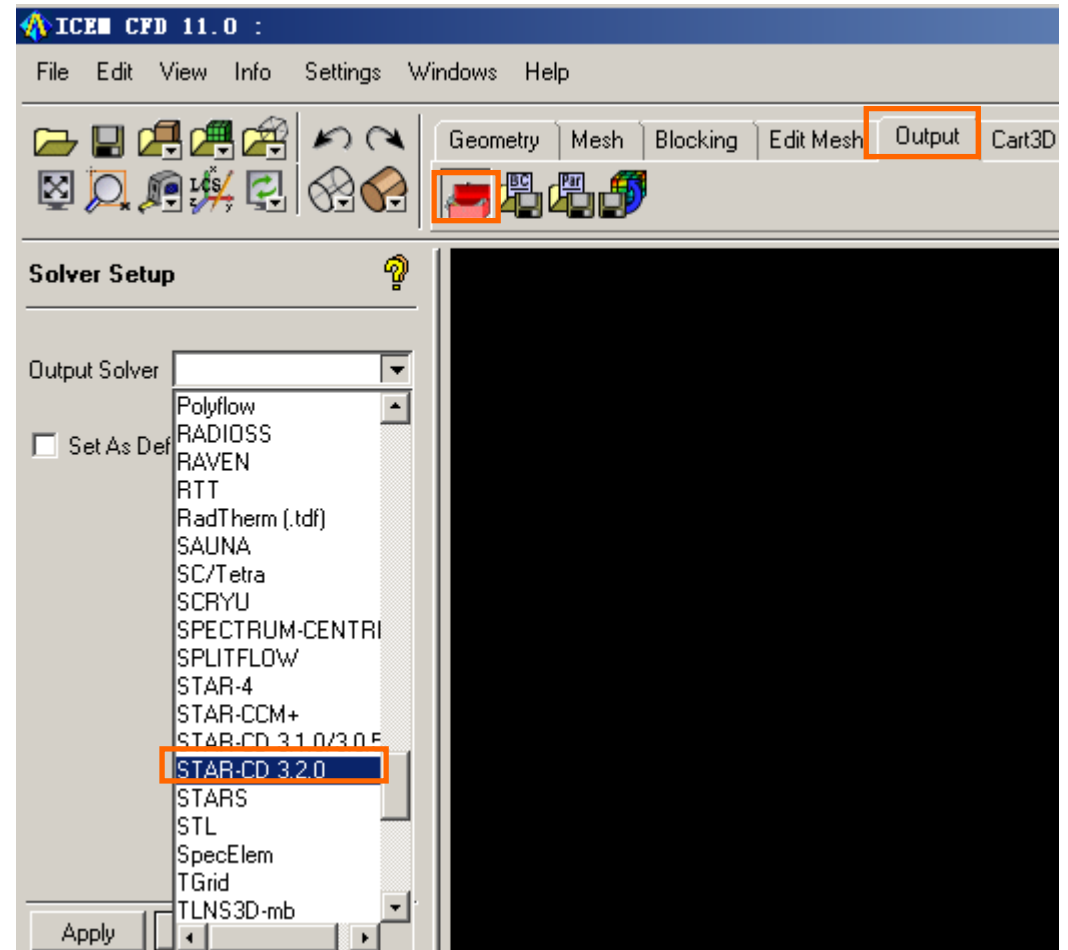 ICEM CFD 11.0 :
File Edit View Info Settings Windows Help
Geometry Mesh Blocking Edit Mesh Output Cart3D
LCS
BC Par
Solver Setup
Output Solver
Set As Def
Polyflow
RADIOSS
RAVEN
RTT
RadTherm (.tdf)
SAUNA
SC/Tetra
SCRYU
SPECTRUM-CENTRI
SPLITFLOW
STAR-4
STAR-CCM+
STAR-CD 3.1.0/3.0.5
STAR-CD 3.2.0
STARS
STL
SpecElem
TGrid
TLNS3D-mb
Apply